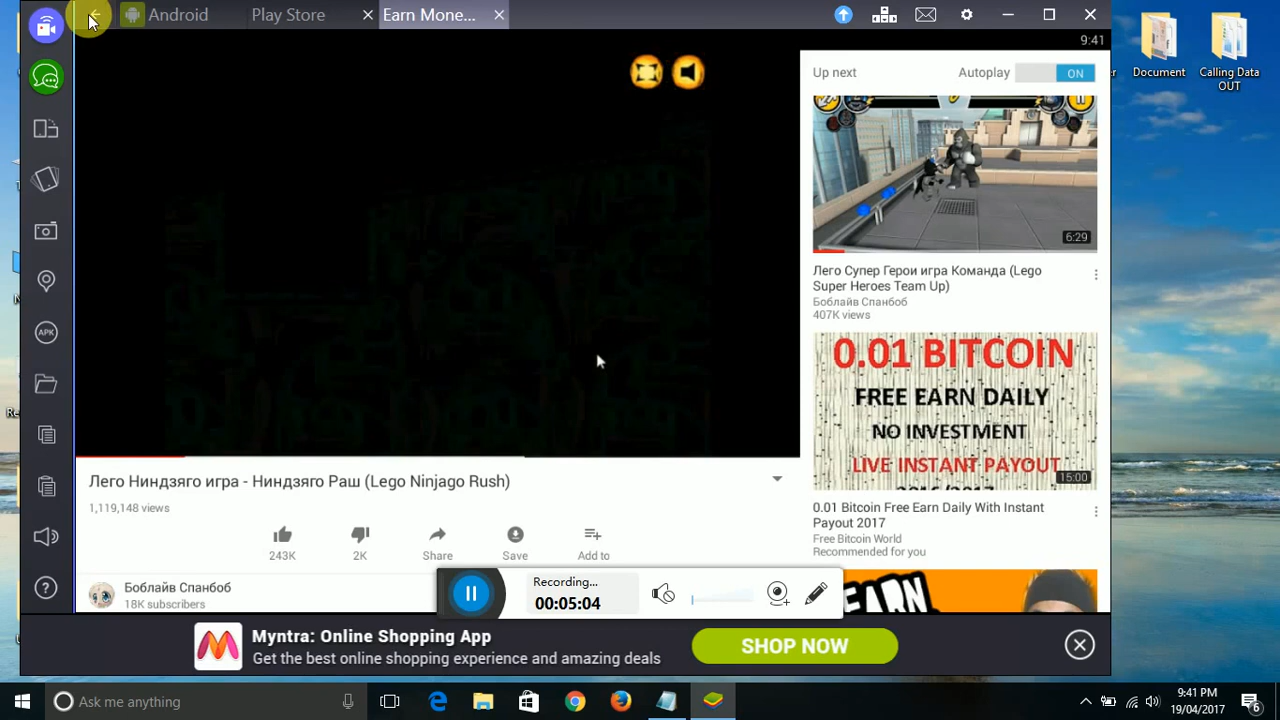 Android
Play Store
Earn Mone...
9:41
Document
Calling Data
OUT
Up next
Autoplay
ON
6:29
Лего Супер Герои игра Команда (Lego
Super Heroes Team Up)
Боблайв Спанбоб
407K views
0.01 BITCOIN
FREE EARN DAILY
NO INVESTMENT
LIVE INSTANT PAYOUT
15:00
0.01 Bitcoin Free Earn Daily With Instant
Payout 2017
Free Bitcoin World
Recommended for you
EARN
APK
Лего Ниндзяго игра - Ниндзяго Раш (Lego Ninjago Rush)
1,119,148 views
243K
2K
Share
Save
Add to
Боблайв Спанбоб
18K subscribers
Recording...
00:05:04
Myntra: Online Shopping App
Get the best online shopping experience and amazing deals
SHOP NOW
Ask me anything
9:41 PM
19/04/2017
6